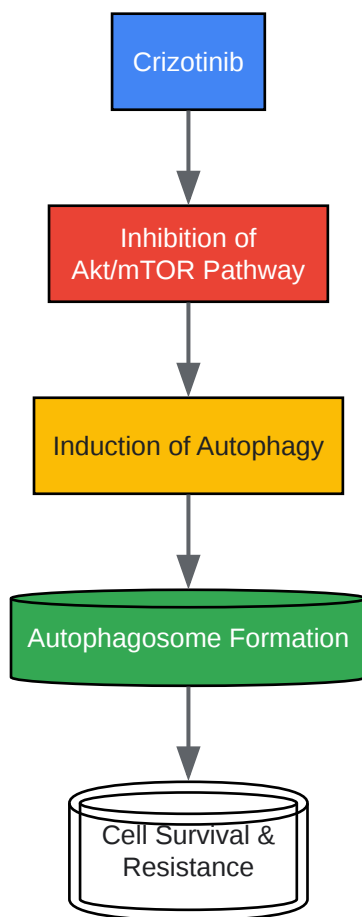 Crizotinib
Inhibition of
Akt/mTOR Pathway
Induction of Autophagy
Autophagosome Formation
Cell Survival &
Resistance